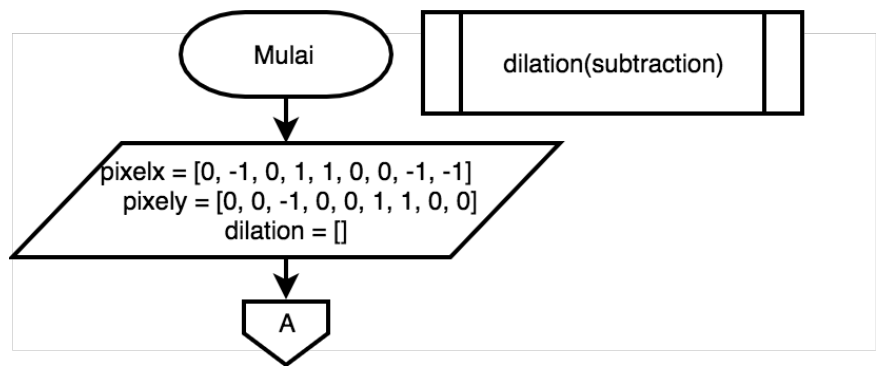 Mulai
dilation(subtraction)
pixelx = [0, -1, 0, 1, 1, 0, 0, -1, -1]
pixely = [0, 0, -1, 0, 0, 1, 1, 0, 0]
dilation = []
A